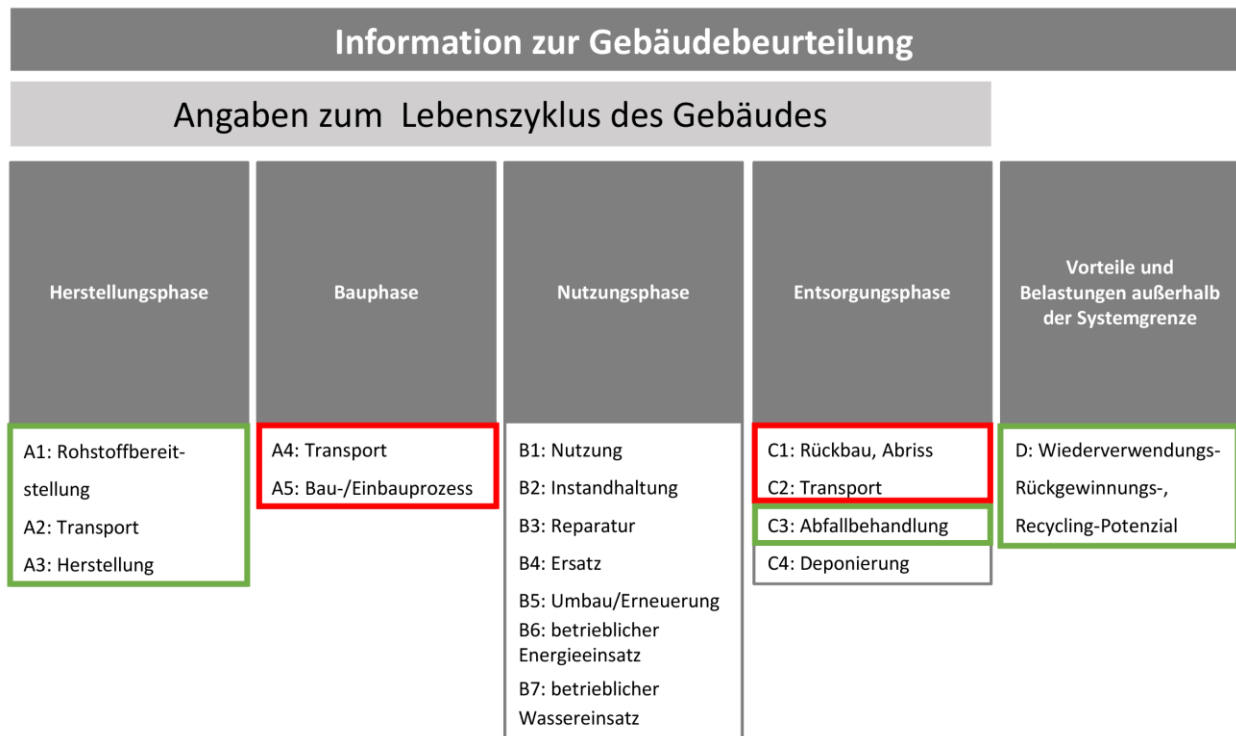 Information zur Gebäudebeurteilung
Angaben zum Lebenszyklus des Gebäudes
Herstellungsphase
A1: Rohstoffbereit-
stellung
A2: Transport
A3: Herstellung
Bauphase
A4: Transport
A5: Bau-/Einbauprozess
Nutzungsphase
B1: Nutzung
B2: Instandhaltung
B3: Reparatur
B4: Ersatz
B5: Umbau/Erneuerung
B6: betrieblicher
Energieeinsatz
B7: betrieblicher
Wassereinsatz
Entsorgungsphase
C1: Rückbau, Abriss
C2: Transport
C3: Abfallbehandlung
C4: Deponierung
Vorteile und
Belastungen außerhalb
der Systemgrenze
D: Wiederverwendungs-
Rückgewinnungs-,
Recycling-Potenzial